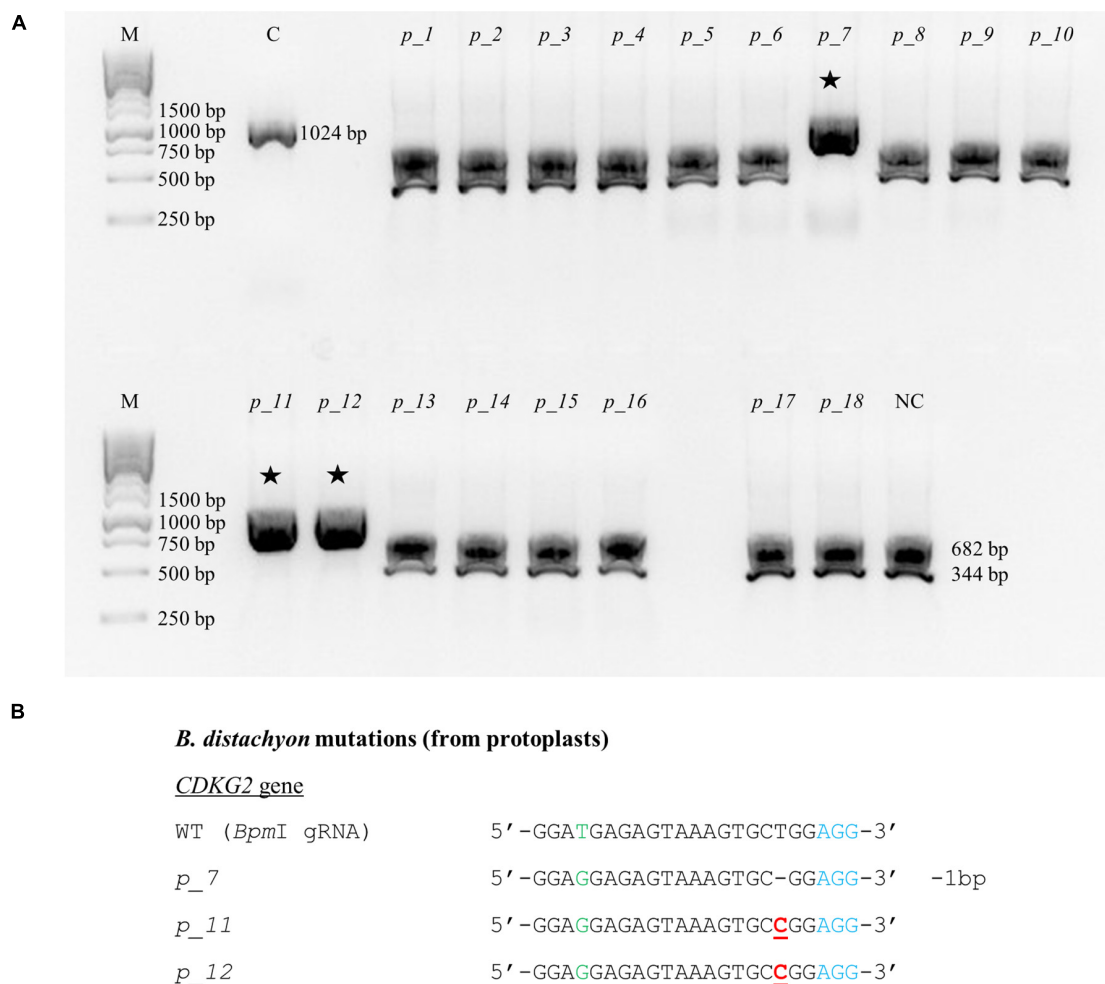 A
M C p_1 p_2 p_3 p_4 p_5 p_6 p_7 p_8 p_9 p_10
★
1500 bp
1000 bp 1024 bp
750 bp
500 bp
250 bp
M p_11 p_12 p_13 p_14 p_15 p_16 p_17 p_18 NC
★ ★
1500 bp
1000 bp
750 bp 682 bp
500 bp 344 bp
250 bp
B
B. distachyon mutations (from protoplasts)
CDKG2 gene
WT (BpmI gRNA) 5′-GGATGAGAGTAAAGTGCTGGAGG-3′
p_7 5′-GGAGGAGAGTAAAGTGC-GGAGG-3′ -1bp
p_11 5′-GGAGGAGAGTAAAGTGCCGGAGG-3′
p_12 5′-GGAGGAGAGTAAAGTGCCGGAGG-3′